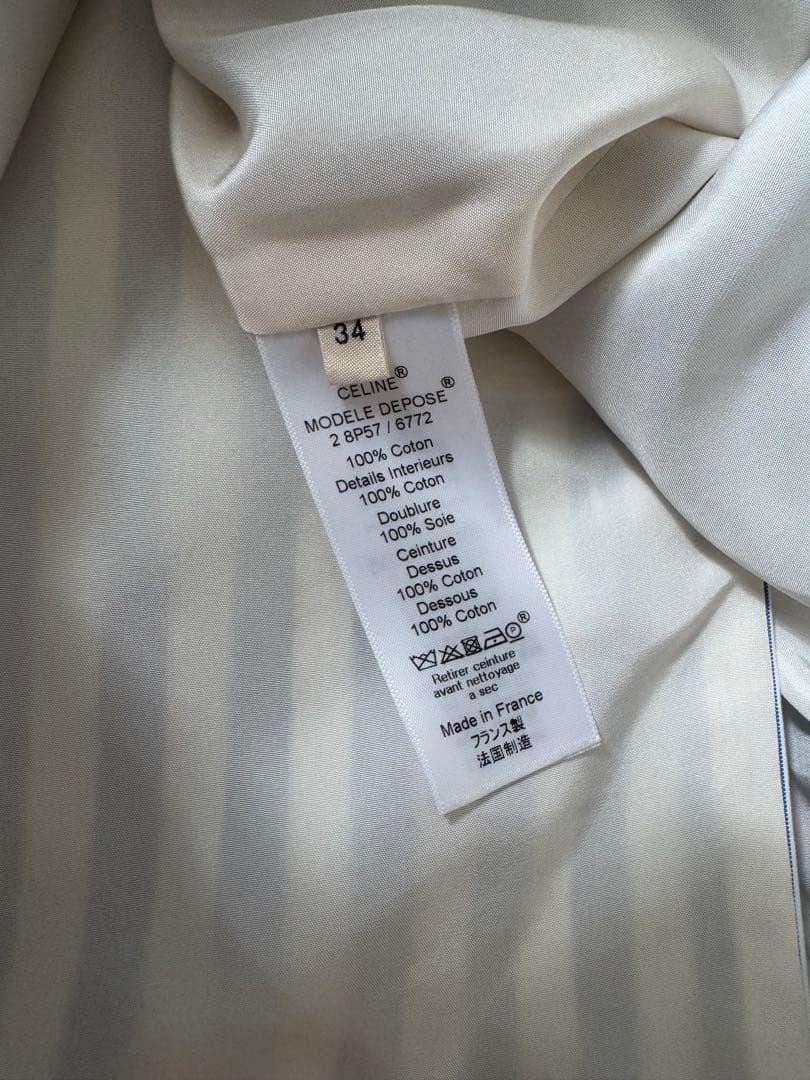 34
CELINE®
MODELE DEPOSE®
2 8P57 / 6772
100% Coton
Details Interieurs
100% Coton
Doublure
100% Soie
Ceinture
Dessus
100% Coton
Dessous
100% Coton
P®
Retirer ceinture
avant nettoyage
a sec
Made in France
フランス製
法国制造